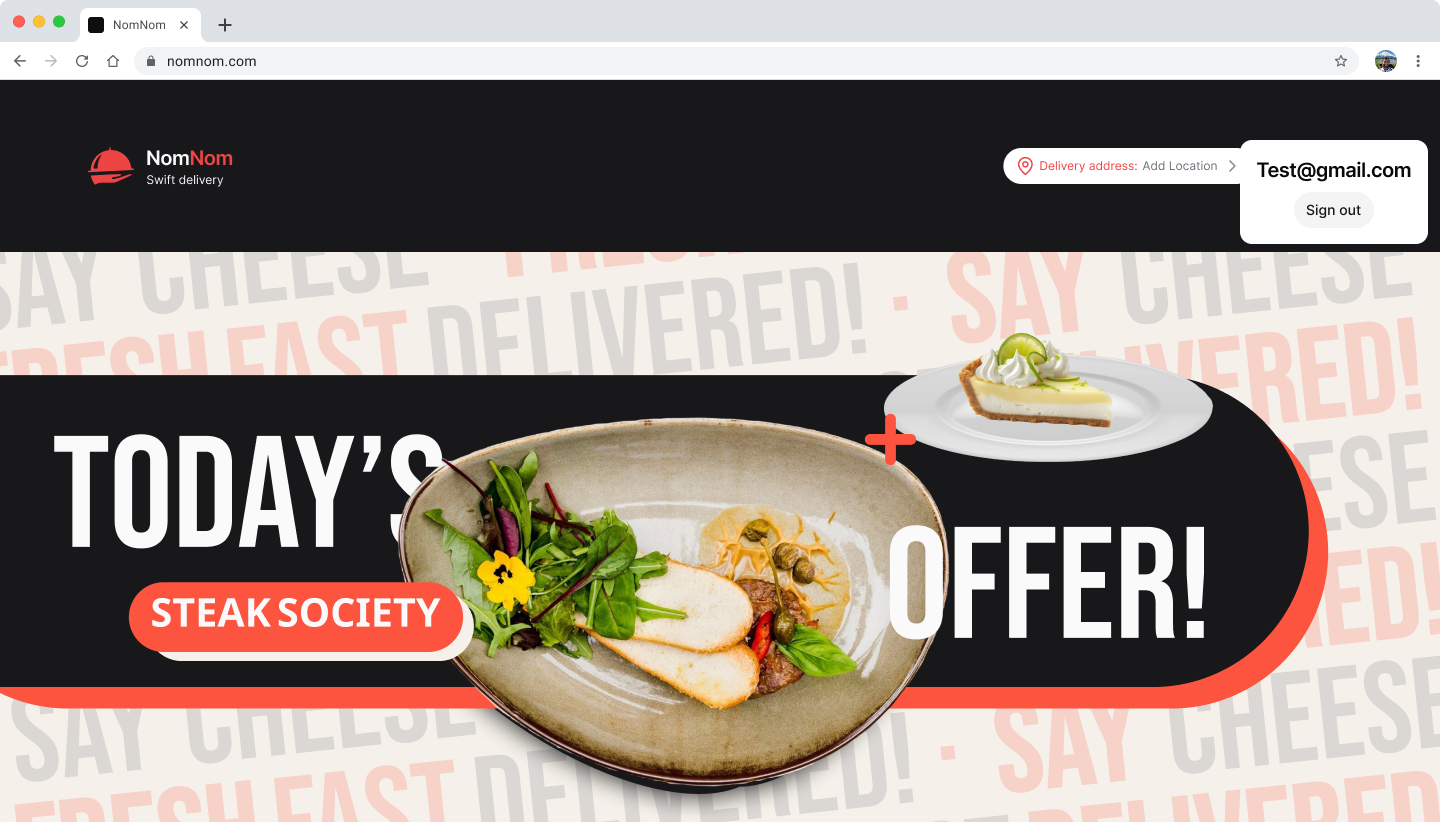 NomNom
nomnom.com
NomNom
Swift delivery
Delivery address: Add Location
Test@gmail.com
Sign out
SAY CHEESE FRESH
SAY CHEESE
FRESH FAST DELIVERED! · DELIVERED!
TODAY'S
OFFER!
STEAK SOCIETY
SAY CHEESE
SAY CHEESE
FRESH FAST DELIVERED! · DELIVERED